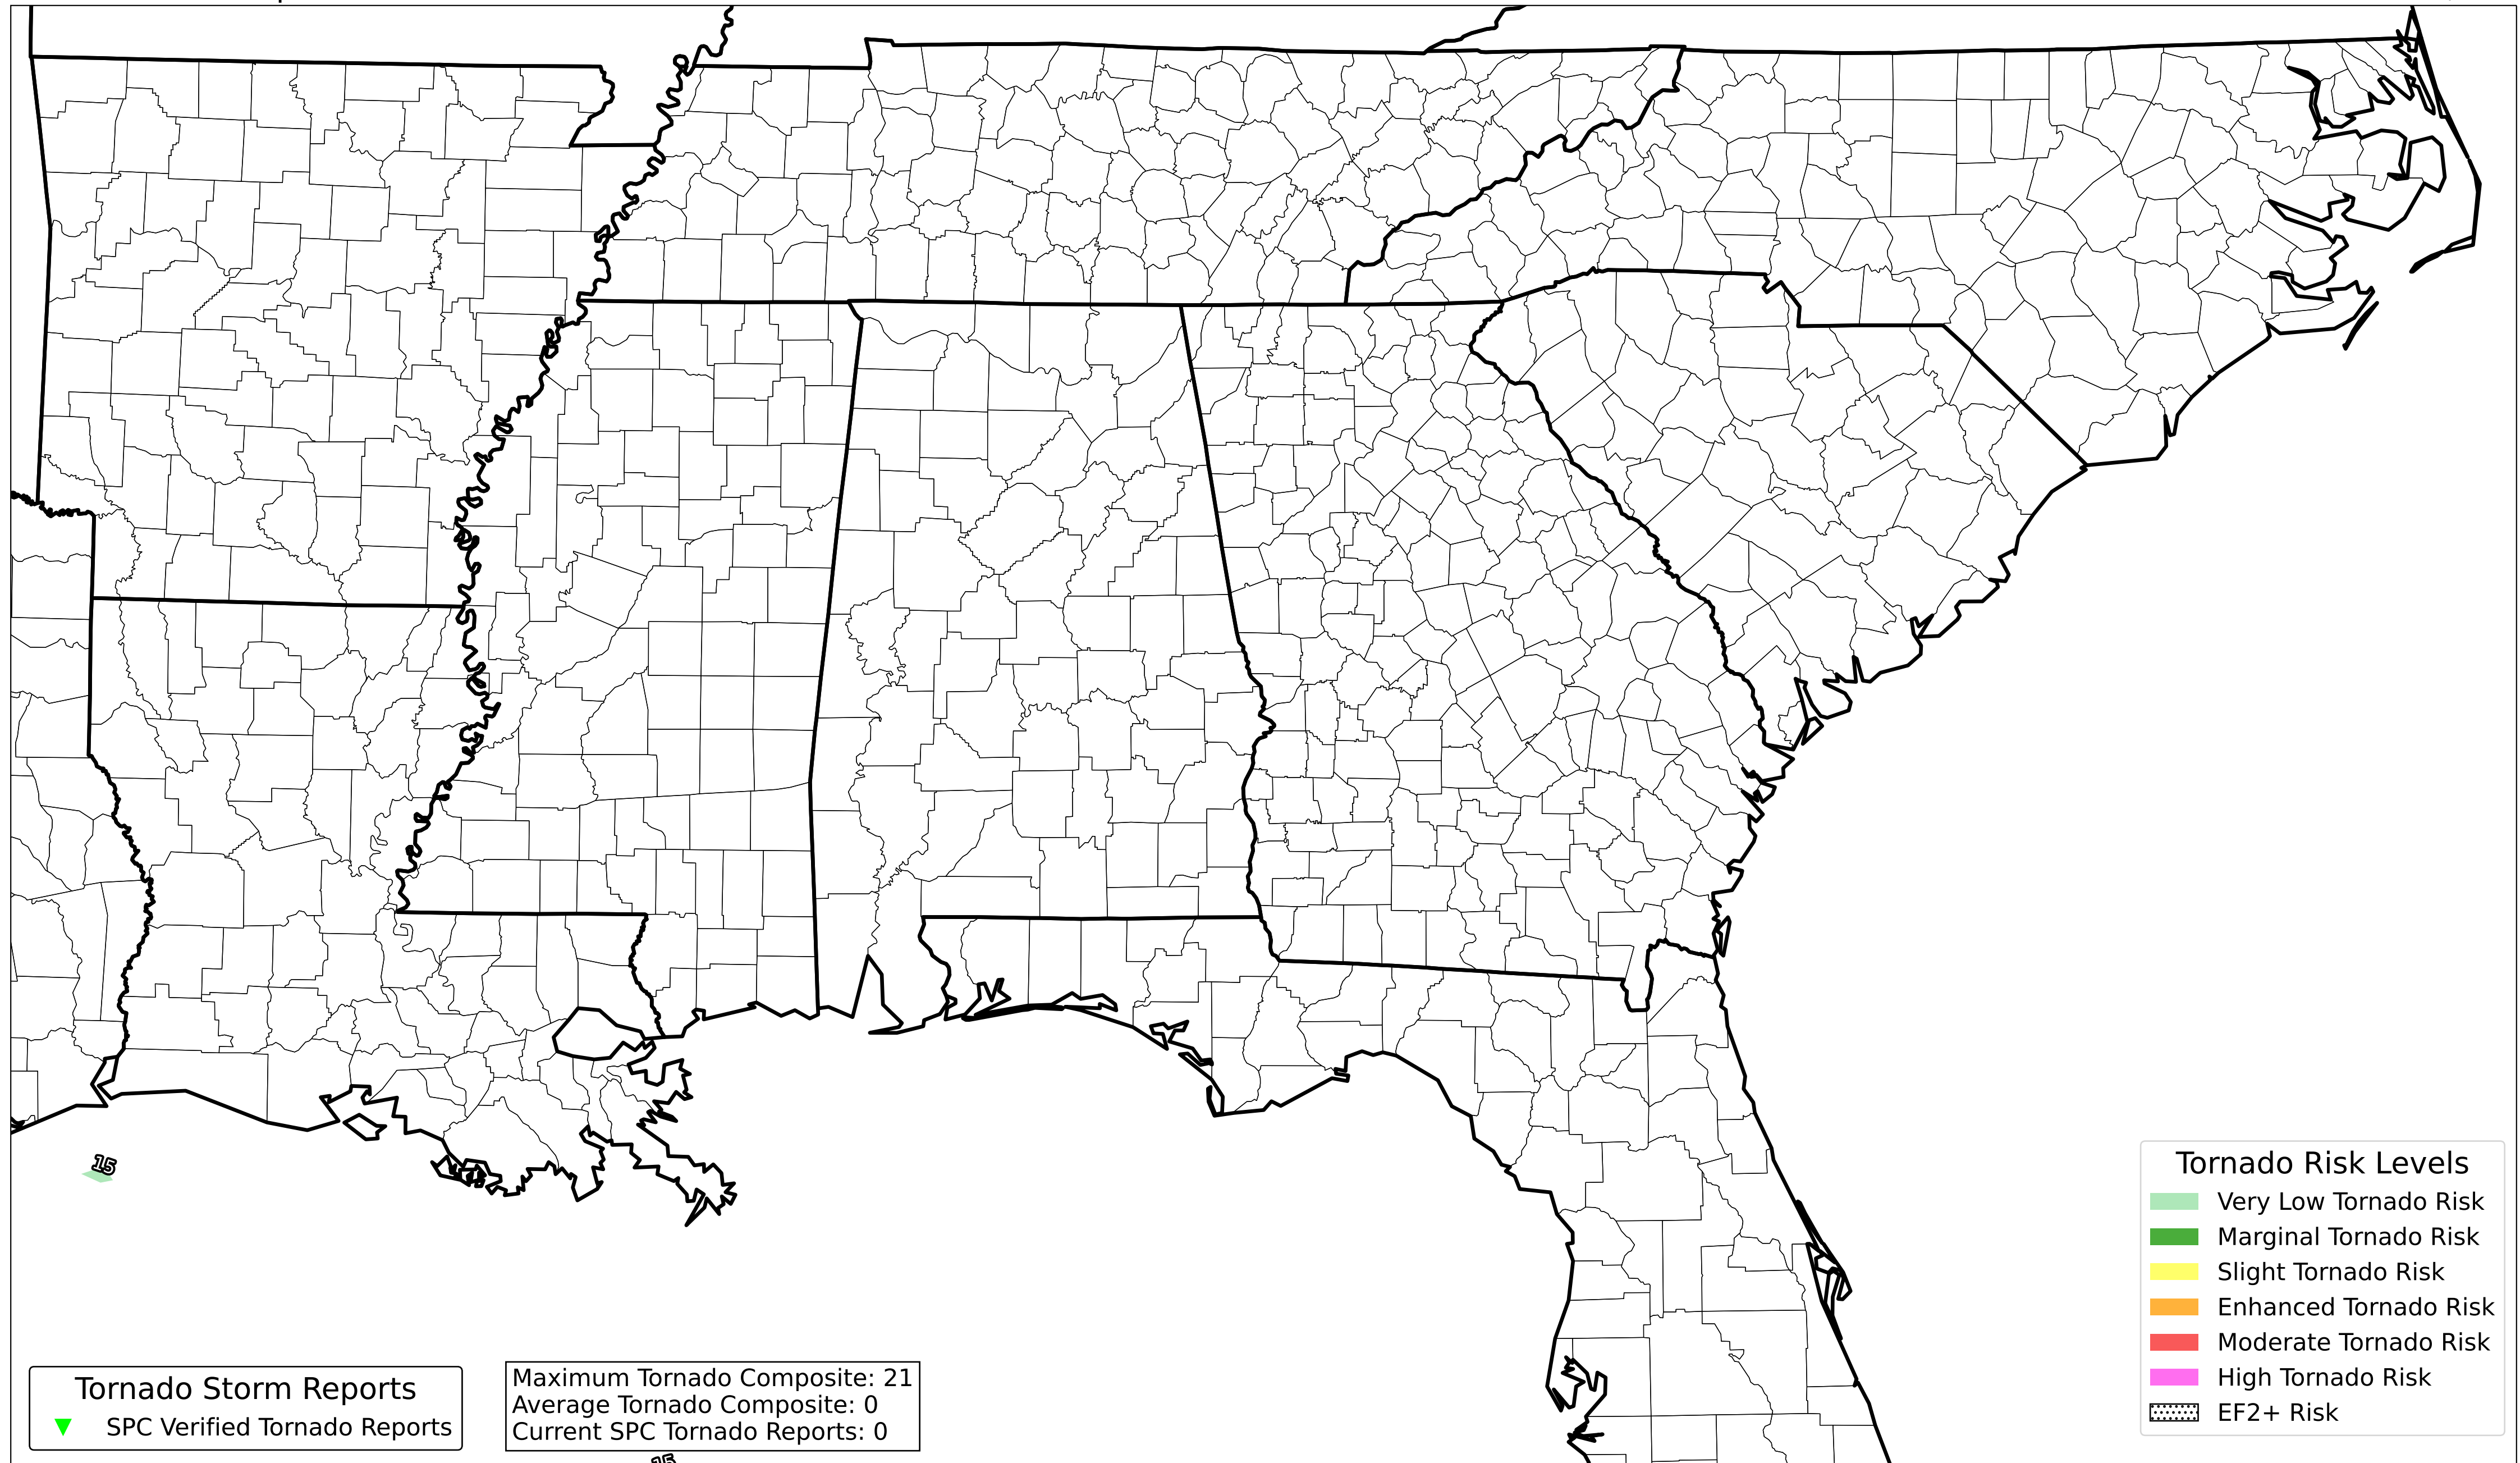 15
Tornado Risk Levels
Very Low Tornado Risk
Marginal Tornado Risk
Slight Tornado Risk
Enhanced Tornado Risk
Moderate Tornado Risk
High Tornado Risk
EF2+ Risk
Tornado Storm Reports
SPC Verified Tornado Reports
Maximum Tornado Composite: 21
Average Tornado Composite: 0
Current SPC Tornado Reports: 0
15